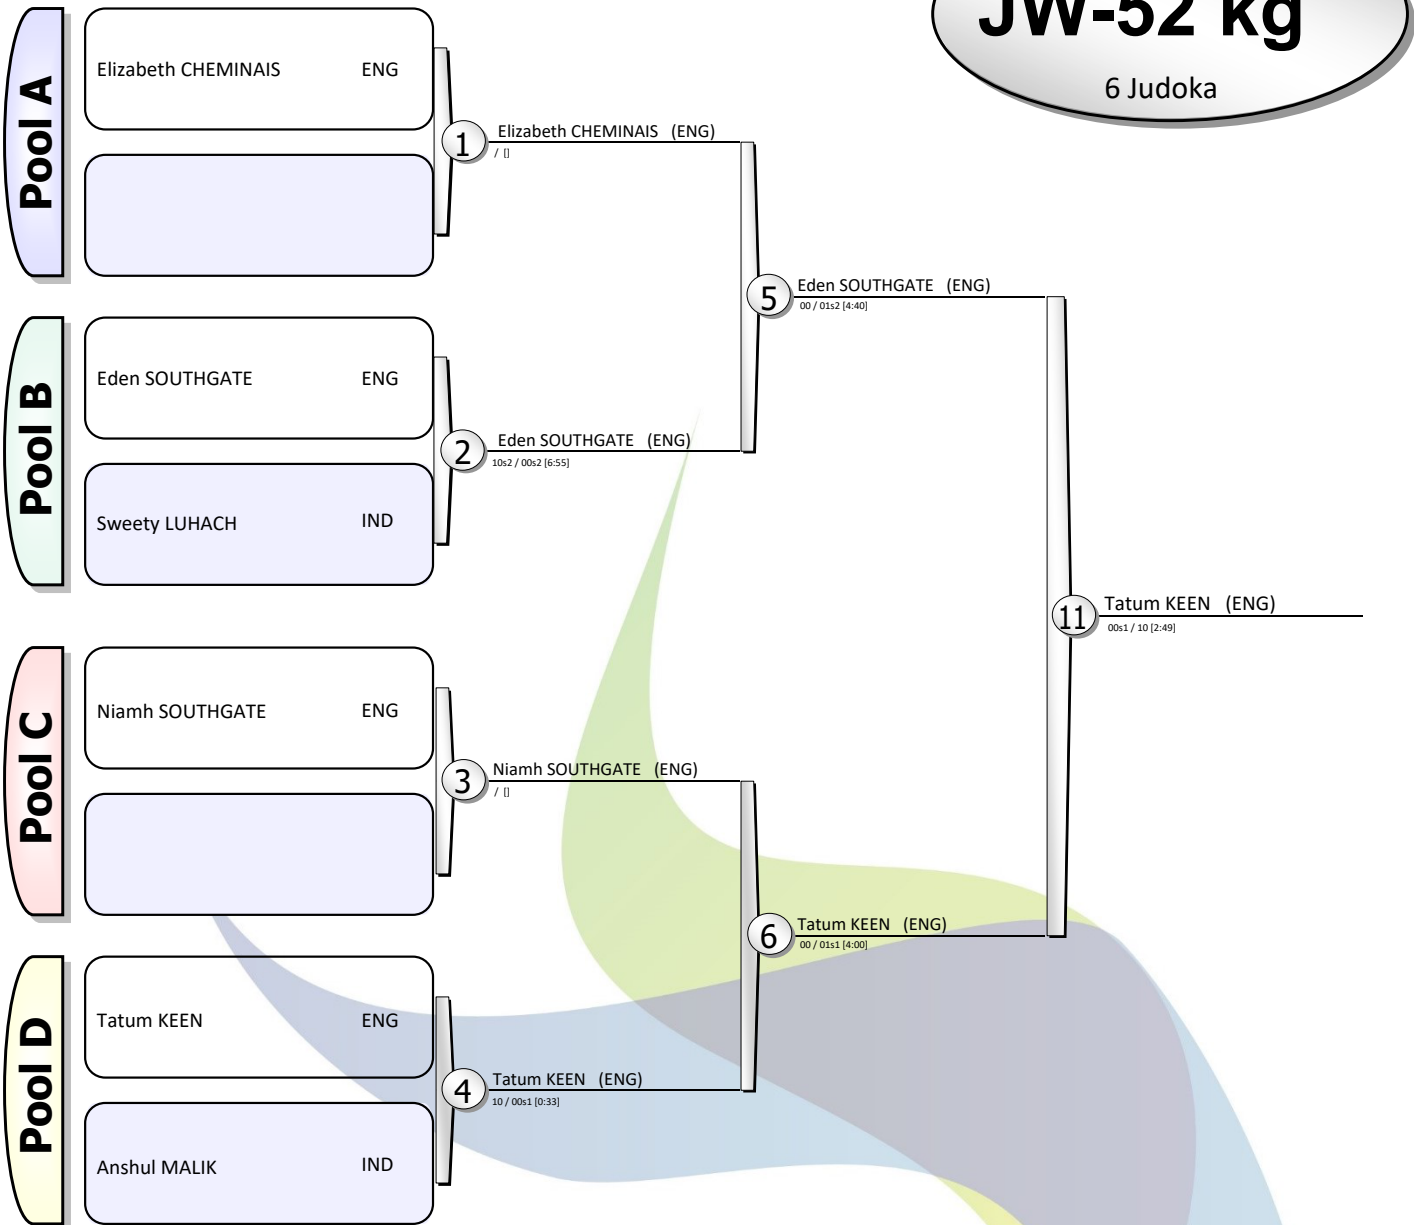 JW-52 kg
6 Judoka
Pool A
Elizabeth CHEMINAIS ENG
1
Elizabeth CHEMINAIS (ENG)
/ []
5
Eden SOUTHGATE (ENG)
00 / 01s2 [4:40]
Pool B
Eden SOUTHGATE ENG
2
Eden SOUTHGATE (ENG)
10s2 / 00s2 [6:55]
Sweety LUHACH IND
11
Tatum KEEN (ENG)
00s1 / 10 [2:49]
Pool C
Niamh SOUTHGATE ENG
3
Niamh SOUTHGATE (ENG)
/ []
6
Tatum KEEN (ENG)
00 / 01s1 [4:00]
Pool D
Tatum KEEN ENG
4
Tatum KEEN (ENG)
10 / 00s1 [0:33]
Anshul MALIK IND